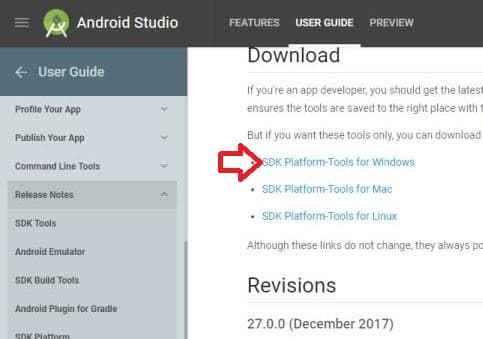 Android Studio
FEATURES
USER GUIDE
PREVIEW
User Guide
Profile Your App
Publish Your App
Command Line Tools
Release Notes
SDK Tools
Android Emulator
SDK Build Tools
Android Plugin for Gradle
SDK Platform
Download
If you're an app developer, you should get the latest
ensures the tools are saved to the right place with t
But if you want these tools only, you can download
SDK Platform-Tools for Windows
SDK Platform-Tools for Mac
SDK Platform-Tools for Linux
Although these links do not change, they always po
Revisions
27.0.0 (December 2017)